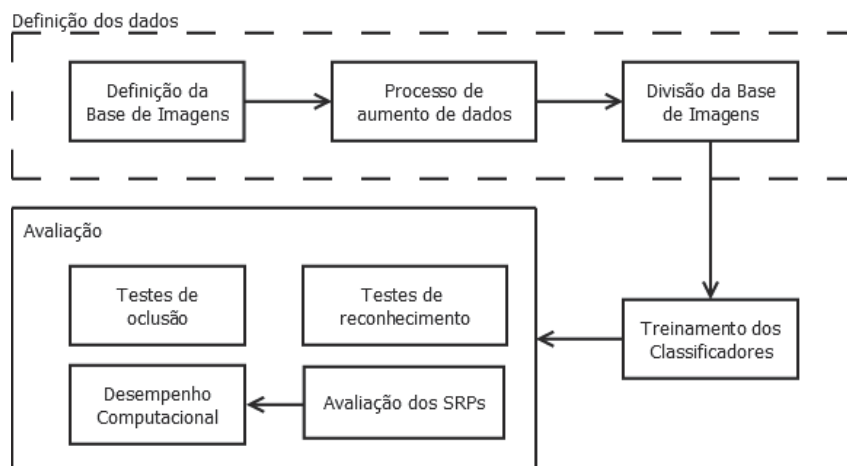 Definição dos dados
Definição da
Base de Imagens
Processo de
aumento de dados
Divisão da Base
de Imagens
Avaliação
Testes de
oclusão
Testes de
reconhecimento
Treinamento dos
Classificadores
Desempenho
Computacional
Avaliação dos SRPs